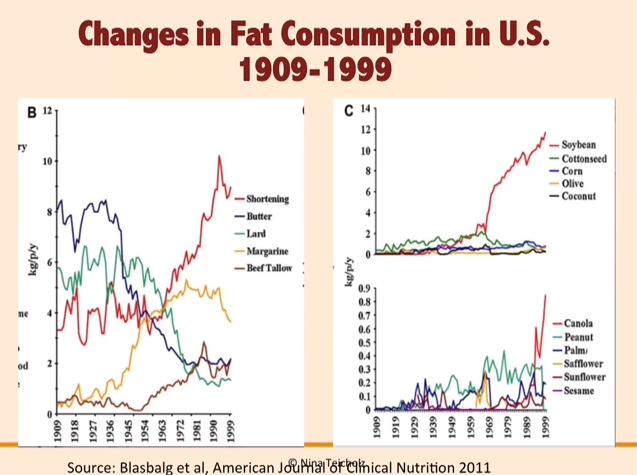 Changes in Fat Consumption in U.S.
1909-1999
B
12
10
8
6
4
2
0
kg/p/y
ry
me
od
1909
1918
1927
1936
1945
1954
1963
1972
1981
1990
1999
Shortening
Butter
Lard
Margarine
Beef Tallow
C
14
12
10
8
6
4
2
0
Soybean
Cottonseed
Corn
Olive
Coconut
kg/p/y
0.9
0.8
0.7
0.6
0.5
0.4
0.3
0.2
0.1
0
1909
1919
1929
1939
1949
1959
1969
1979
1989
1999
Canola
Peanut
Palm
Safflower
Sunflower
Sesame
© Nina Teicholz
Source: Blasbalg et al, American Journal of Clinical Nutrition 2011